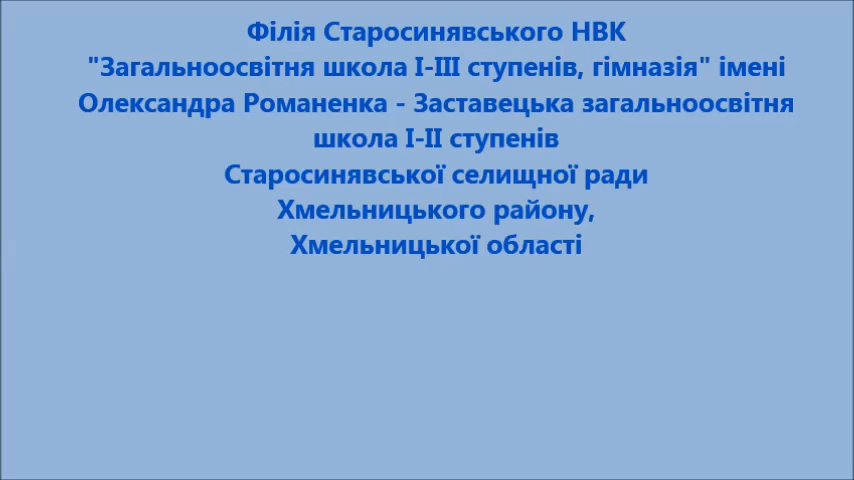 Філія Старосинявського НВК
"Загальноосвітня школа І-ІІІ ступенів, гімназія" імені
Олександра Романенка - Заставецька загальноосвітня
школа І-ІІ ступенів
Старосинявської селищної ради
Хмельницького району,
Хмельницької області